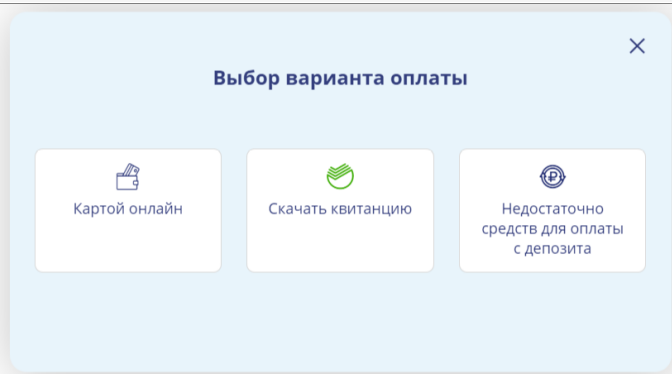 Выбор варианта оплаты
Картой онлайн
Скачать квитанцию
Недостаточно
средств для оплаты
с депозита